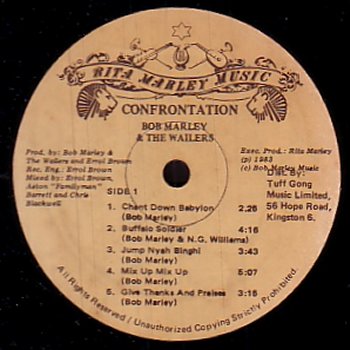 RITA MARLEY MUSIC
CONFRONTATION
BOB MARLEY
& THE WAILERS
Prod. by: Bob Marley &
The Wailers and Errol Brown
Rec. Eng.: Errol Brown
Mixed by: Errol Brown,
Aston "Familyman"
Barrett and Chris
Blackwell
Exec. Prod.: Rita Marley
(p) 1983
(c) Bob Marley Music
Dist. By:
Tuff Gong
Music Limited,
56 Hope Road,
Kingston 6.
SIDE 1
1. Chant Down Babylon 2:26
(Bob Marley)
2. Buffalo Soldier 4:16
(Bob Marley & N.G. Williams)
3. Jump Nyah Binghi 3:43
(Bob Marley)
4. Mix Up Mix Up 5:07
(Bob Marley)
5. Give Thanks And Praises 3:15
(Bob Marley)
All Rights Reserved / Unauthorized Copying Strictly Prohibited.